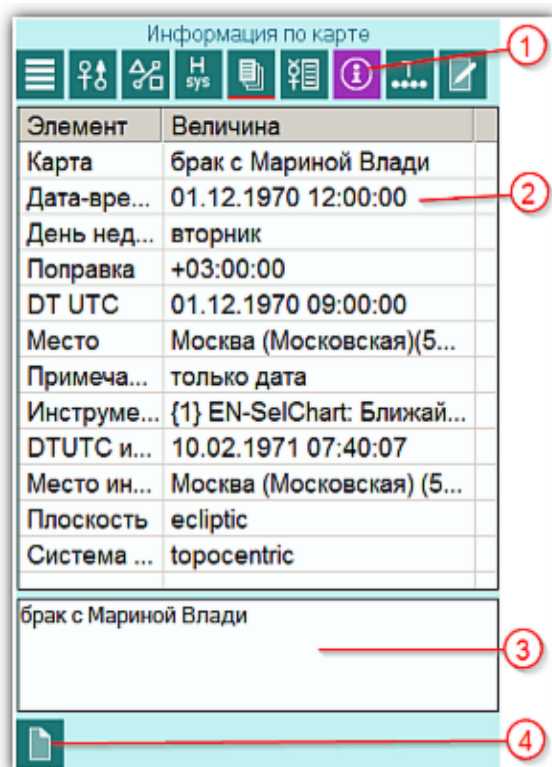 Информация по карте
H
sys
1
Элемент Величина
Карта брак с Мариной Влади
Дата-вре... 01.12.1970 12:00:00
2
День нед... вторник
Поправка +03:00:00
DT UTC 01.12.1970 09:00:00
Место Москва (Московская)(5...
Примеча... только дата
Инструме... {1} EN-SelChart: Ближай...
DTUTC и... 10.02.1971 07:40:07
Место ин... Москва (Московская) (5...
Плоскость ecliptic
Система ... topocentric
брак с Мариной Влади
3
4